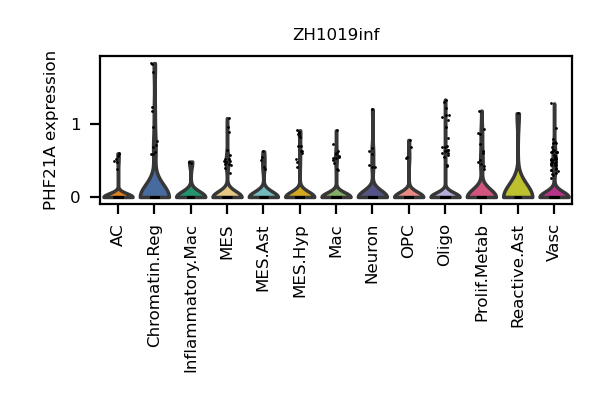 ZH1019inf
PHF21A expression
1
0
AC
Chromatin.Reg
Inflammatory.Mac
MES
MES.Ast
MES.Hyp
Mac
Neuron
OPC
Oligo
Prolif.Metab
Reactive.Ast
Vasc